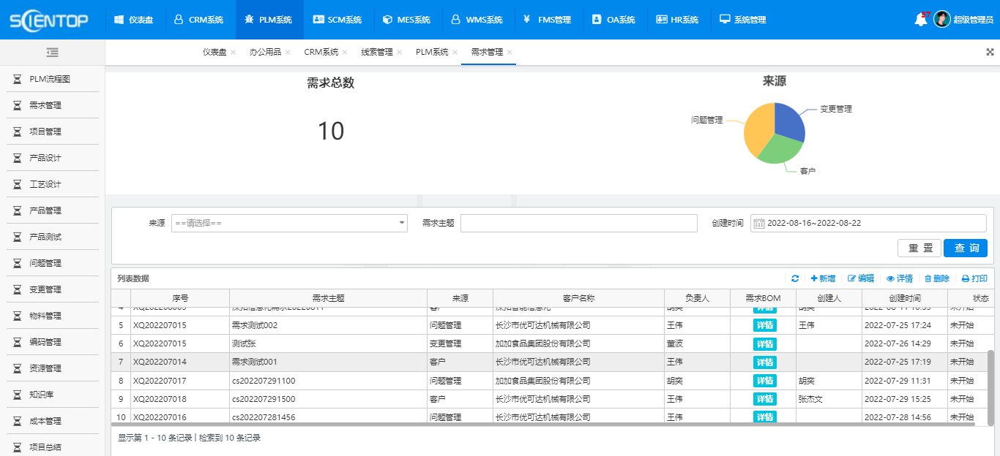 SCIENTOP 仪表盘 CRM系统 PLM系统 SCM系统 MES系统 WMS系统 ¥ FMS管理 OA系统 HR系统 系统管理 37 超级管理员
仪表盘 × 办公用品 × CRM系统 × 线索管理 × PLM系统 × 需求管理 ×
PLM流程图
需求管理
项目管理
产品设计
工艺设计
产品管理
产品测试
问题管理
变更管理
物料管理
编码管理
资源管理
知识库
成本管理
项目总结
需求总数
10
来源
变更管理
问题管理
客户
来源 ==请选择== 需求主题 创建时间 2022-08-16~2022-08-22
重 置 查 询
列表数据 新增 编辑 详情 删除 打印
序号 需求主题 来源 客户名称 负责人 需求BOM 创建人 创建时间 状态
5 XQ202207015 需求测试002 问题管理 长沙市优可达机械有限公司 王伟 详情 王伟 2022-07-25 17:24 未开始
6 XQ202207015 测试张 变更管理 加加食品集团股份有限公司 董波 详情 2022-07-26 14:29 未开始
7 XQ202207014 需求测试001 客户 长沙市优可达机械有限公司 王伟 详情 2022-07-25 17:19 未开始
8 XQ202207017 cs202207291100 问题管理 加加食品集团股份有限公司 胡奕 详情 胡奕 2022-07-29 11:31 未开始
9 XQ202207018 cs202207291500 客户 长沙市优可达机械有限公司 王伟 详情 张杰文 2022-07-29 15:25 未开始
10 XQ202207016 cs202207281456 问题管理 长沙市优可达机械有限公司 王伟 详情 2022-07-28 14:56 未开始
显示第 1 - 10 条记录 | 检索到 10 条记录